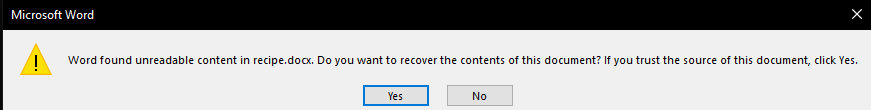 Microsoft Word
Word found unreadable content in recipe.docx. Do you want to recover the contents of this document? If you trust the source of this document, click Yes.
Yes
No